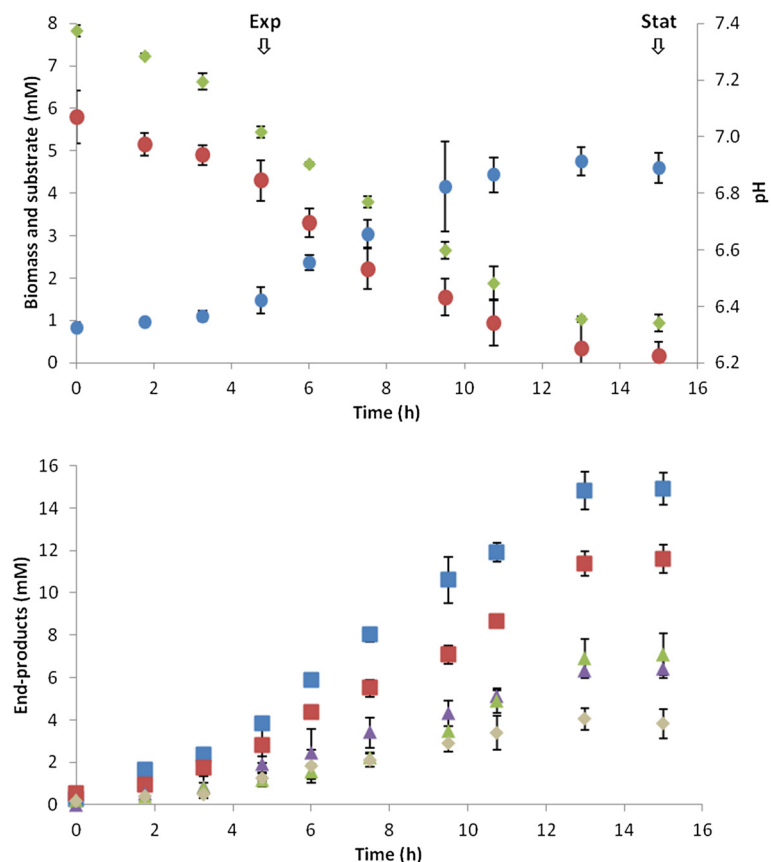 Exp
Stat
8
7
6
5
4
3
2
1
0
Biomass and substrate (mM)
7.4
7.2
7.0
6.8
6.6
6.4
6.2
pH
0 2 4 6 8 10 12 14 16
Time (h)
16
14
12
10
8
6
4
2
0
End-products (mM)
0 2 4 6 8 10 12 14 16
Time (h)